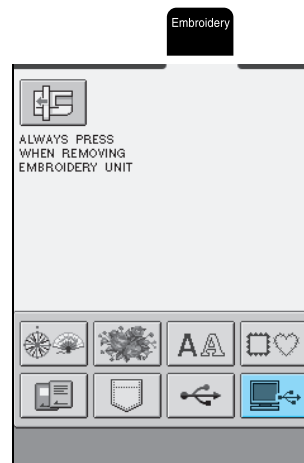 Embroidery
ALWAYS PRESS
WHEN REMOVING
EMBROIDERY UNIT
AA